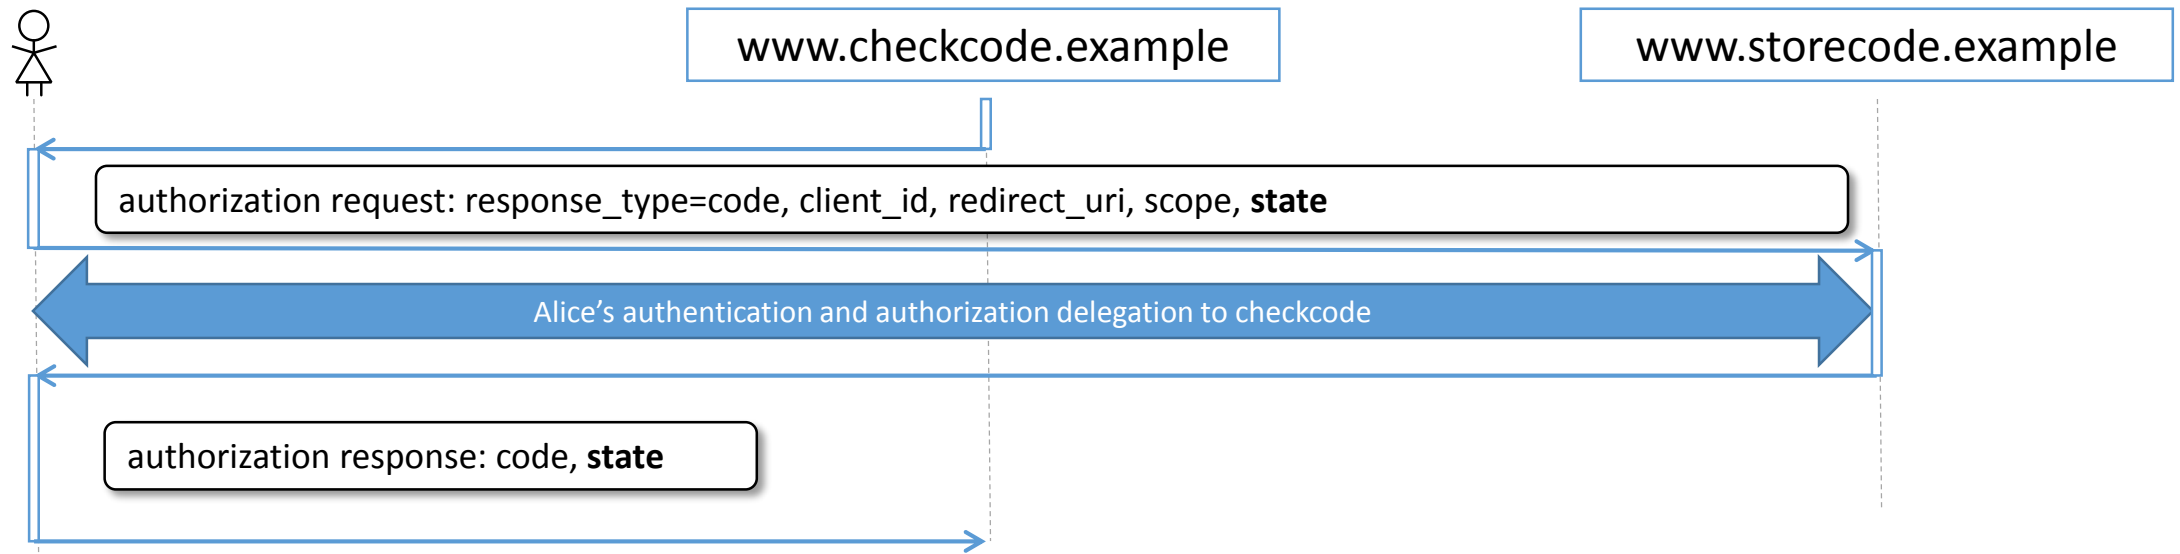 www.checkcode.example
www.storecode.example
authorization request: response_type=code, client_id, redirect_uri, scope, state
Alice’s authentication and authorization delegation to checkcode
authorization response: code, state